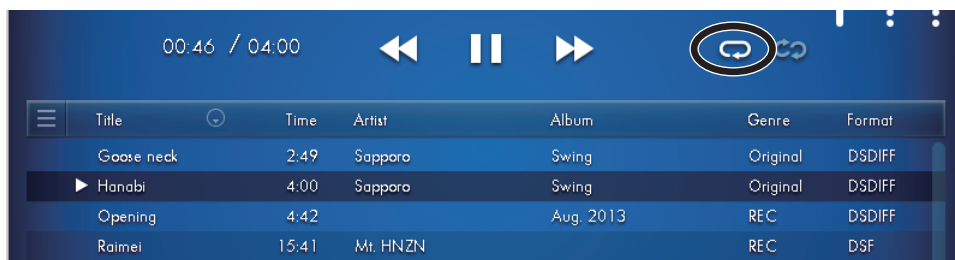 00:46 / 04:00
Title Time Artist Album Genre Format
Goose neck 2:49 Sapporo Swing Original DSDIFF
Hanabi 4:00 Sapporo Swing Original DSDIFF
Opening 4:42 Aug. 2013 REC DSDIFF
Raimei 15:41 Mt. HNZN REC DSF